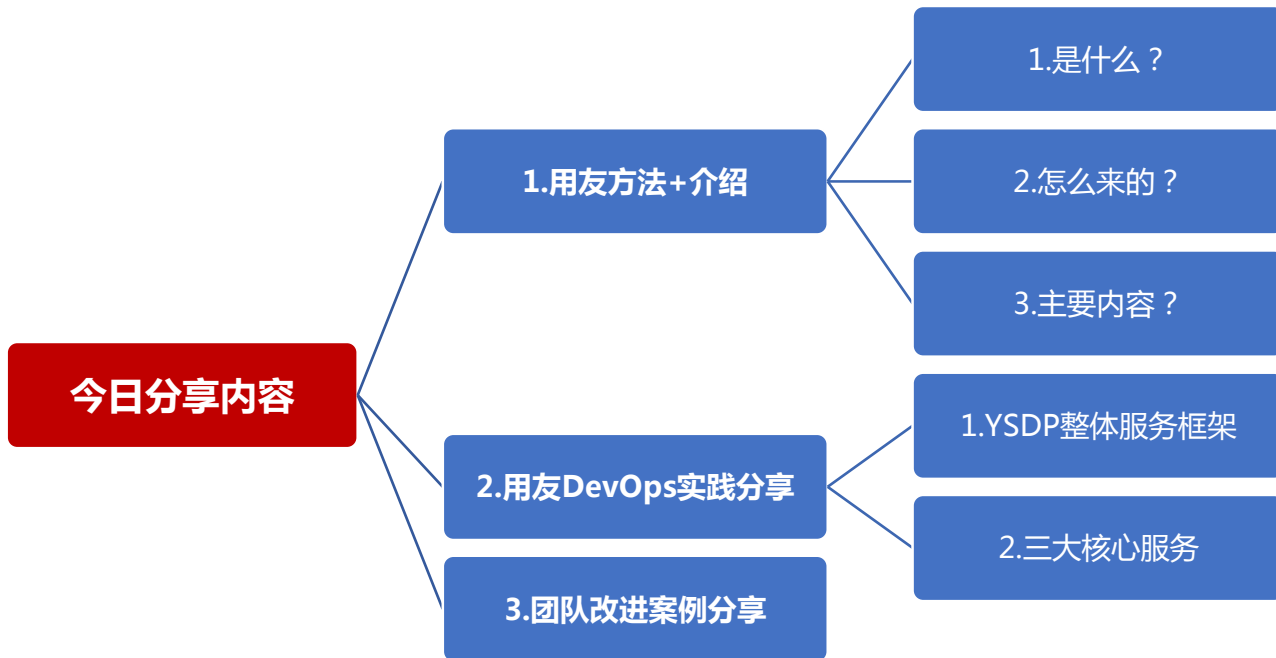 今日分享内容
1.用友方法+介绍
1.是什么？
2.怎么来的？
3.主要内容？
2.用友DevOps实践分享
1.YSDP整体服务框架
2.三大核心服务
3.团队改进案例分享